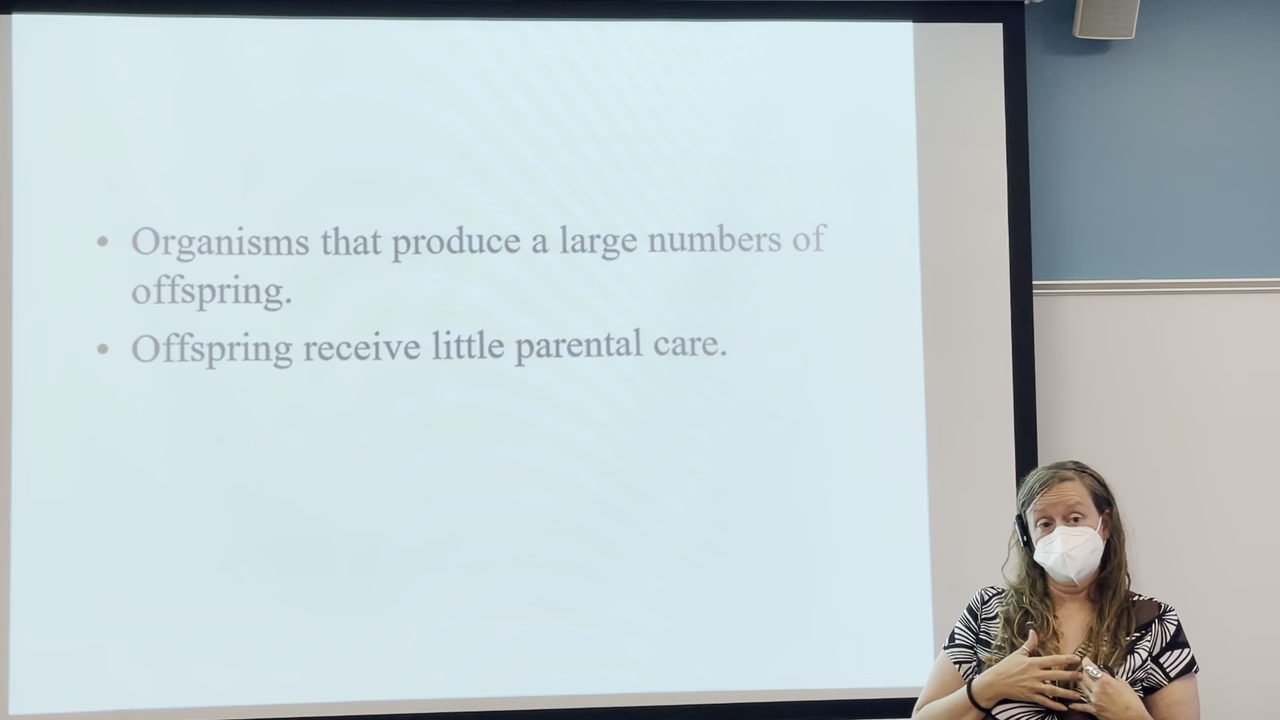 • Organisms that produce a large numbers of
offspring.
• Offspring receive little parental care.